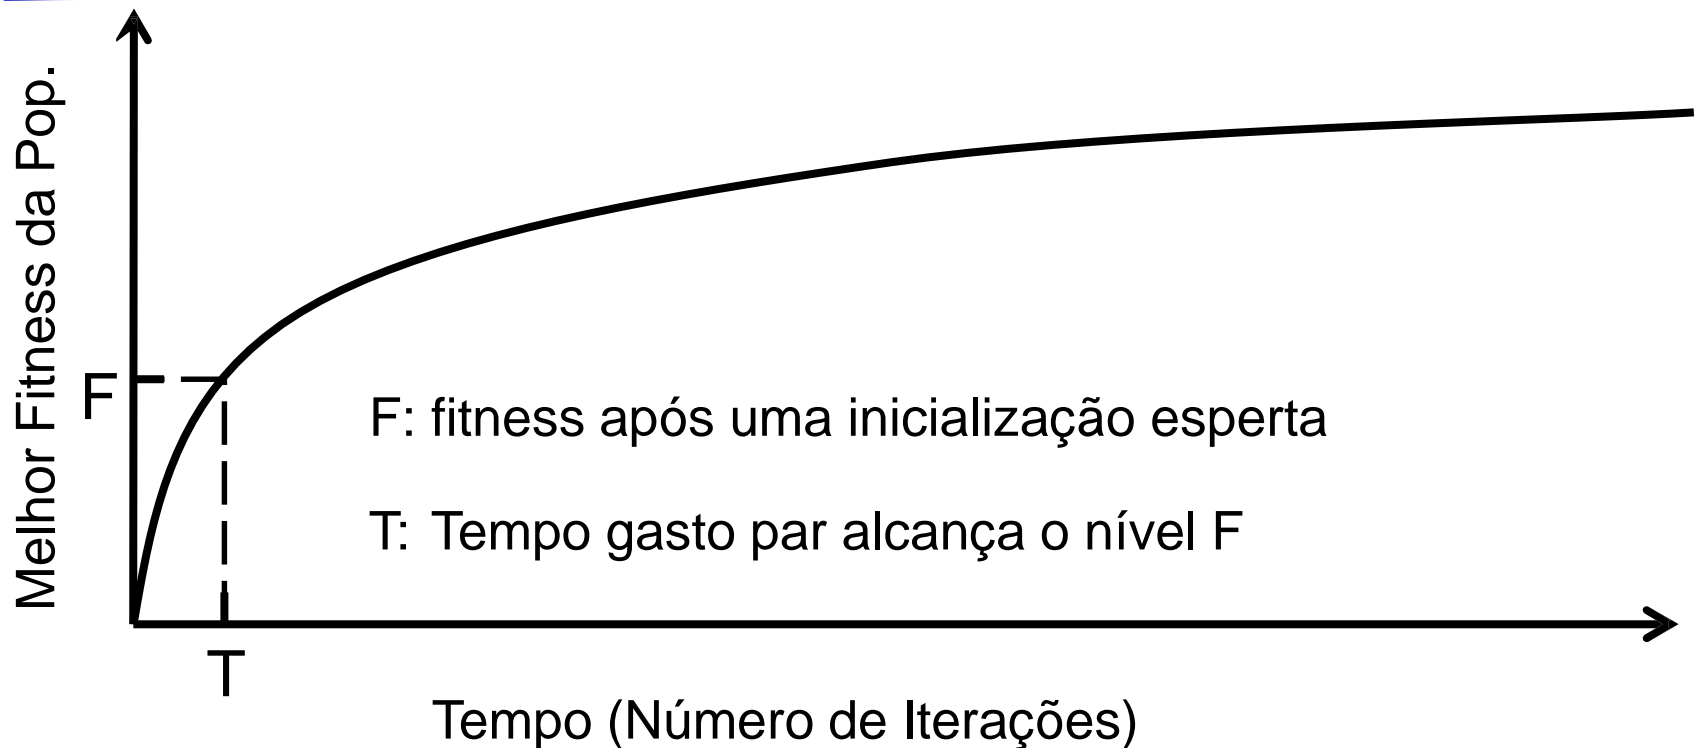 Melhor Fitness da Pop.
F
F: fitness após uma inicialização esperta
T: Tempo gasto par alcança o nível F
T
Tempo (Número de Iterações)